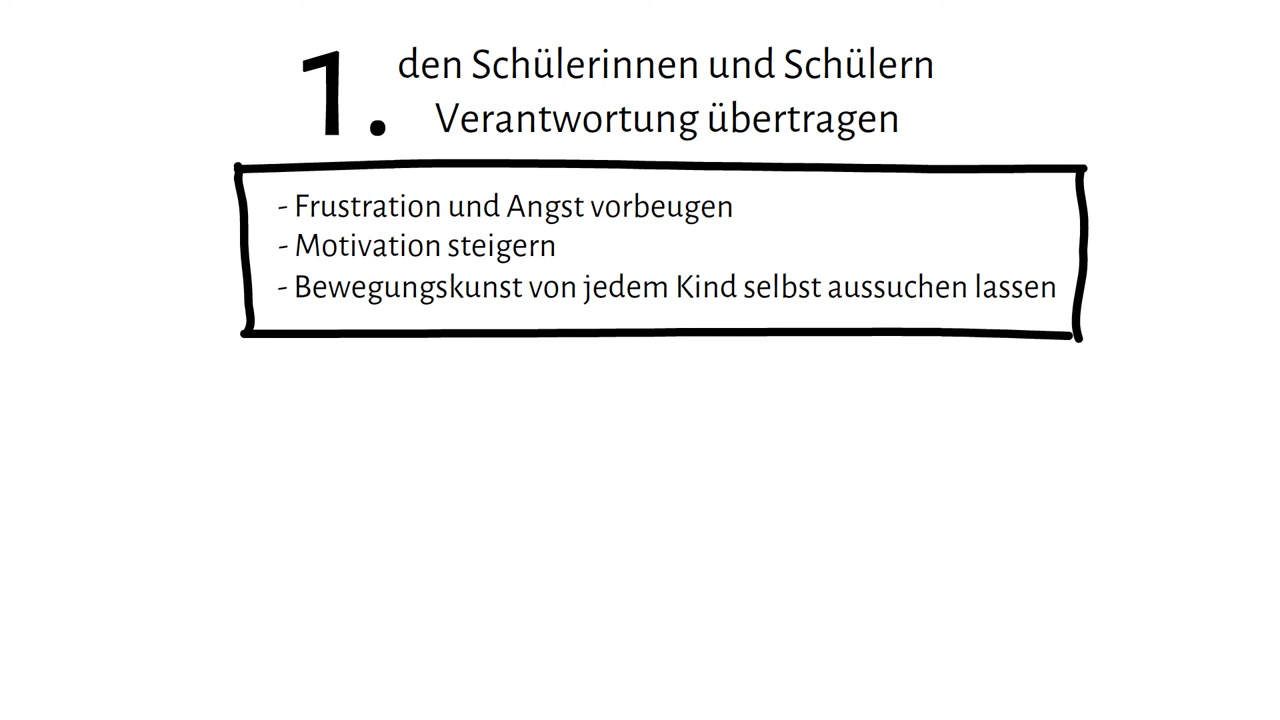 1. den Schülerinnen und Schülern
Verantwortung übertragen
- Frustration und Angst vorbeugen
- Motivation steigern
- Bewegungskunst von jedem Kind selbst aussuchen lassen